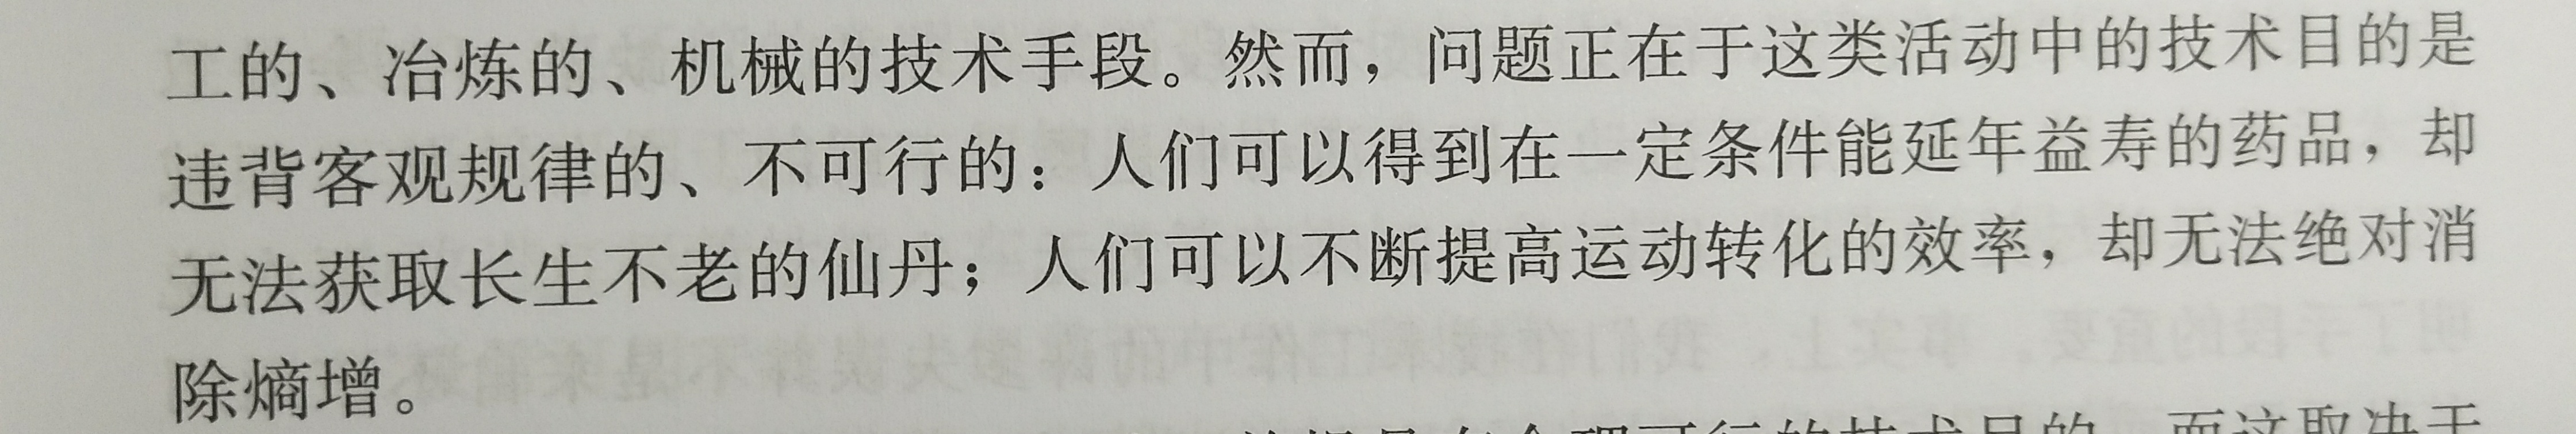 工的、冶炼的、机械的技术手段。然而，问题正在于这类活动中的技术目的是
违背客观规律的、不可行的：人们可以得到在一定条件能延年益寿的药品，却
无法获取长生不老的仙丹；人们可以不断提高运动转化的效率，却无法绝对消
除熵增。